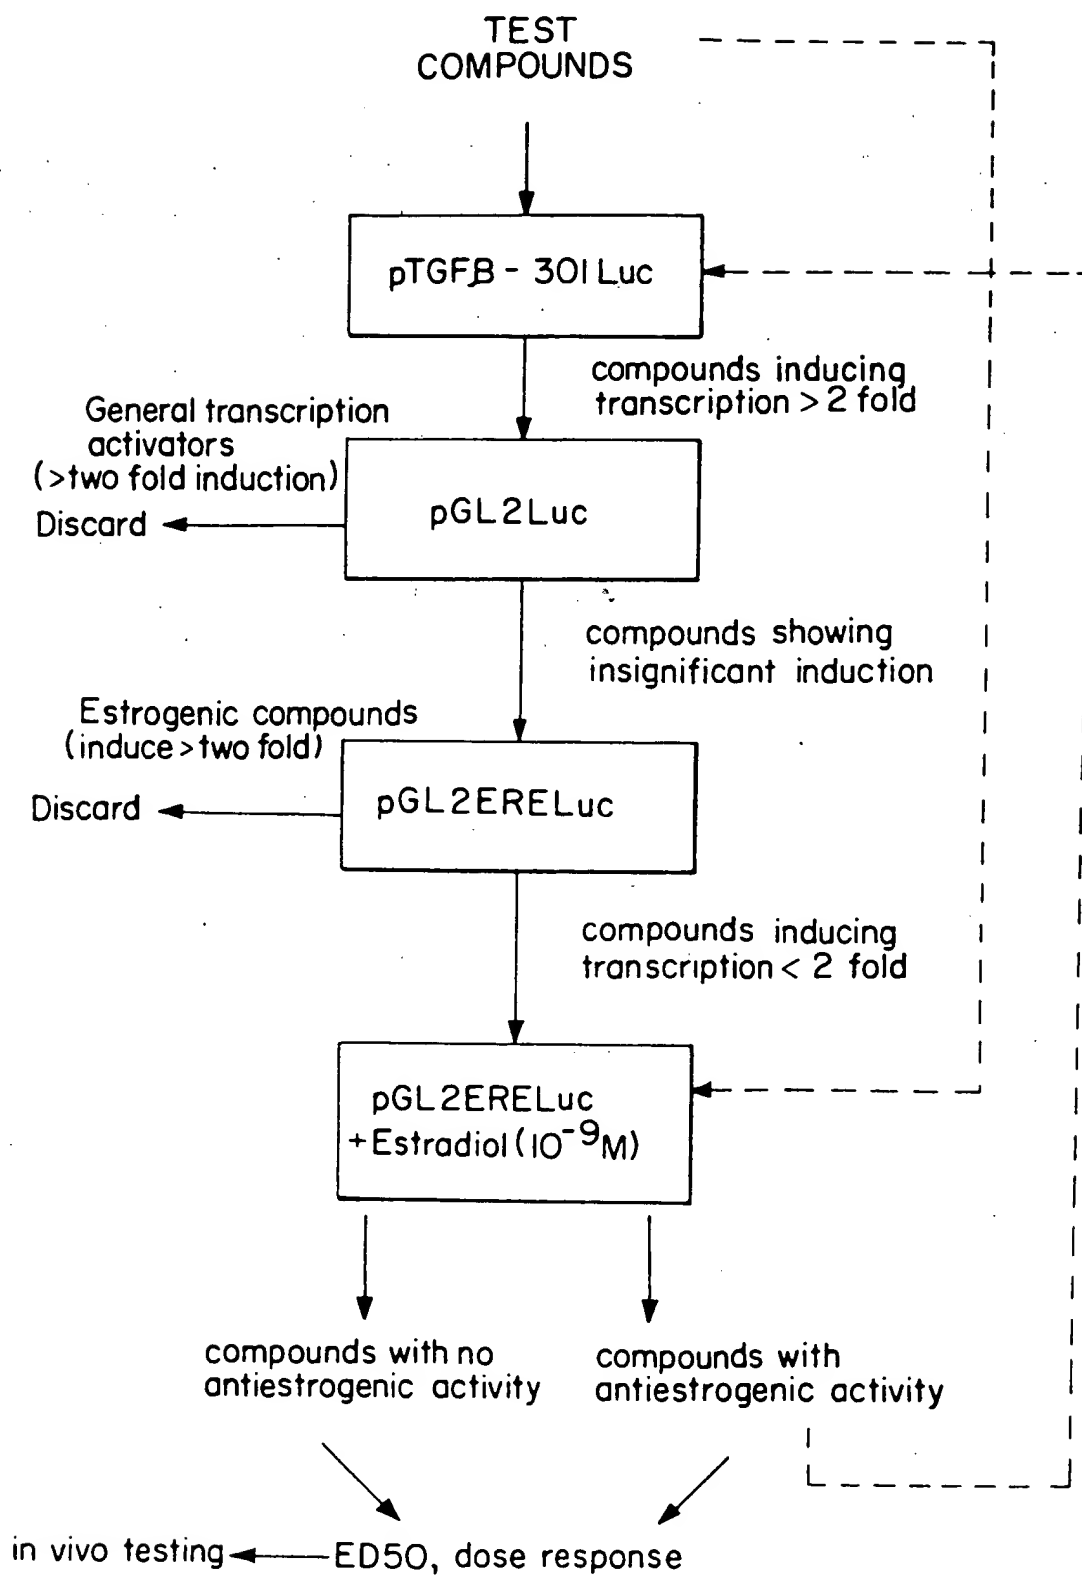 TEST
COMPOUNDS
pTGFβ - 301 Luc
compounds inducing
transcription > 2 fold
General transcription
activators
(>two fold induction)
Discard
pGL2Luc
compounds showing
insignificant induction
Estrogenic compounds
(induce > two fold)
Discard
pGL2ERELuc
compounds inducing
transcription < 2 fold
pGL2ERELuc
+ Estradiol (10⁻⁹M)
compounds with no
antiestrogenic activity
compounds with
antiestrogenic activity
in vivo testing
ED50, dose response